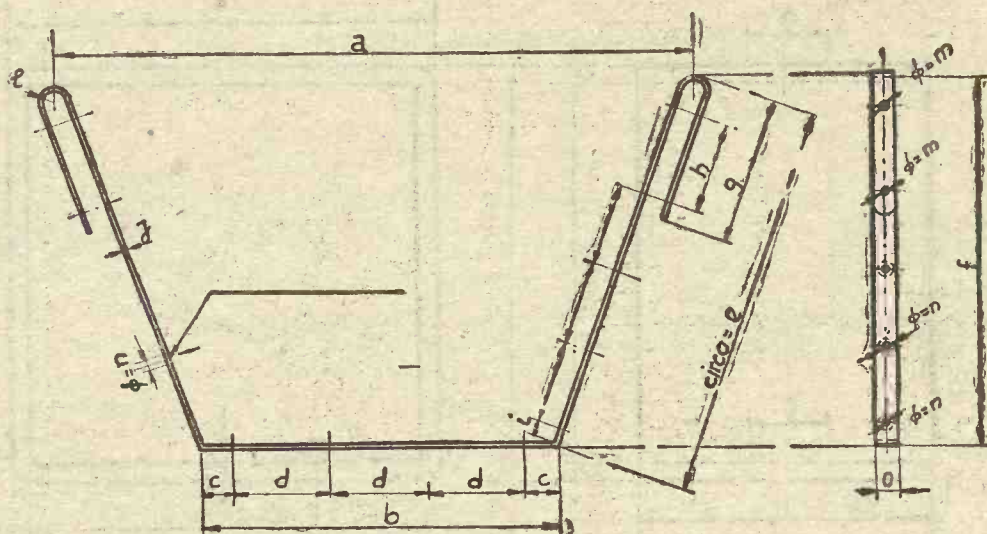 a
l
φ=m
h
g
φ=m
f
circa = e
φ=n
φ=n
i
φ=n
c d d d c
b
o